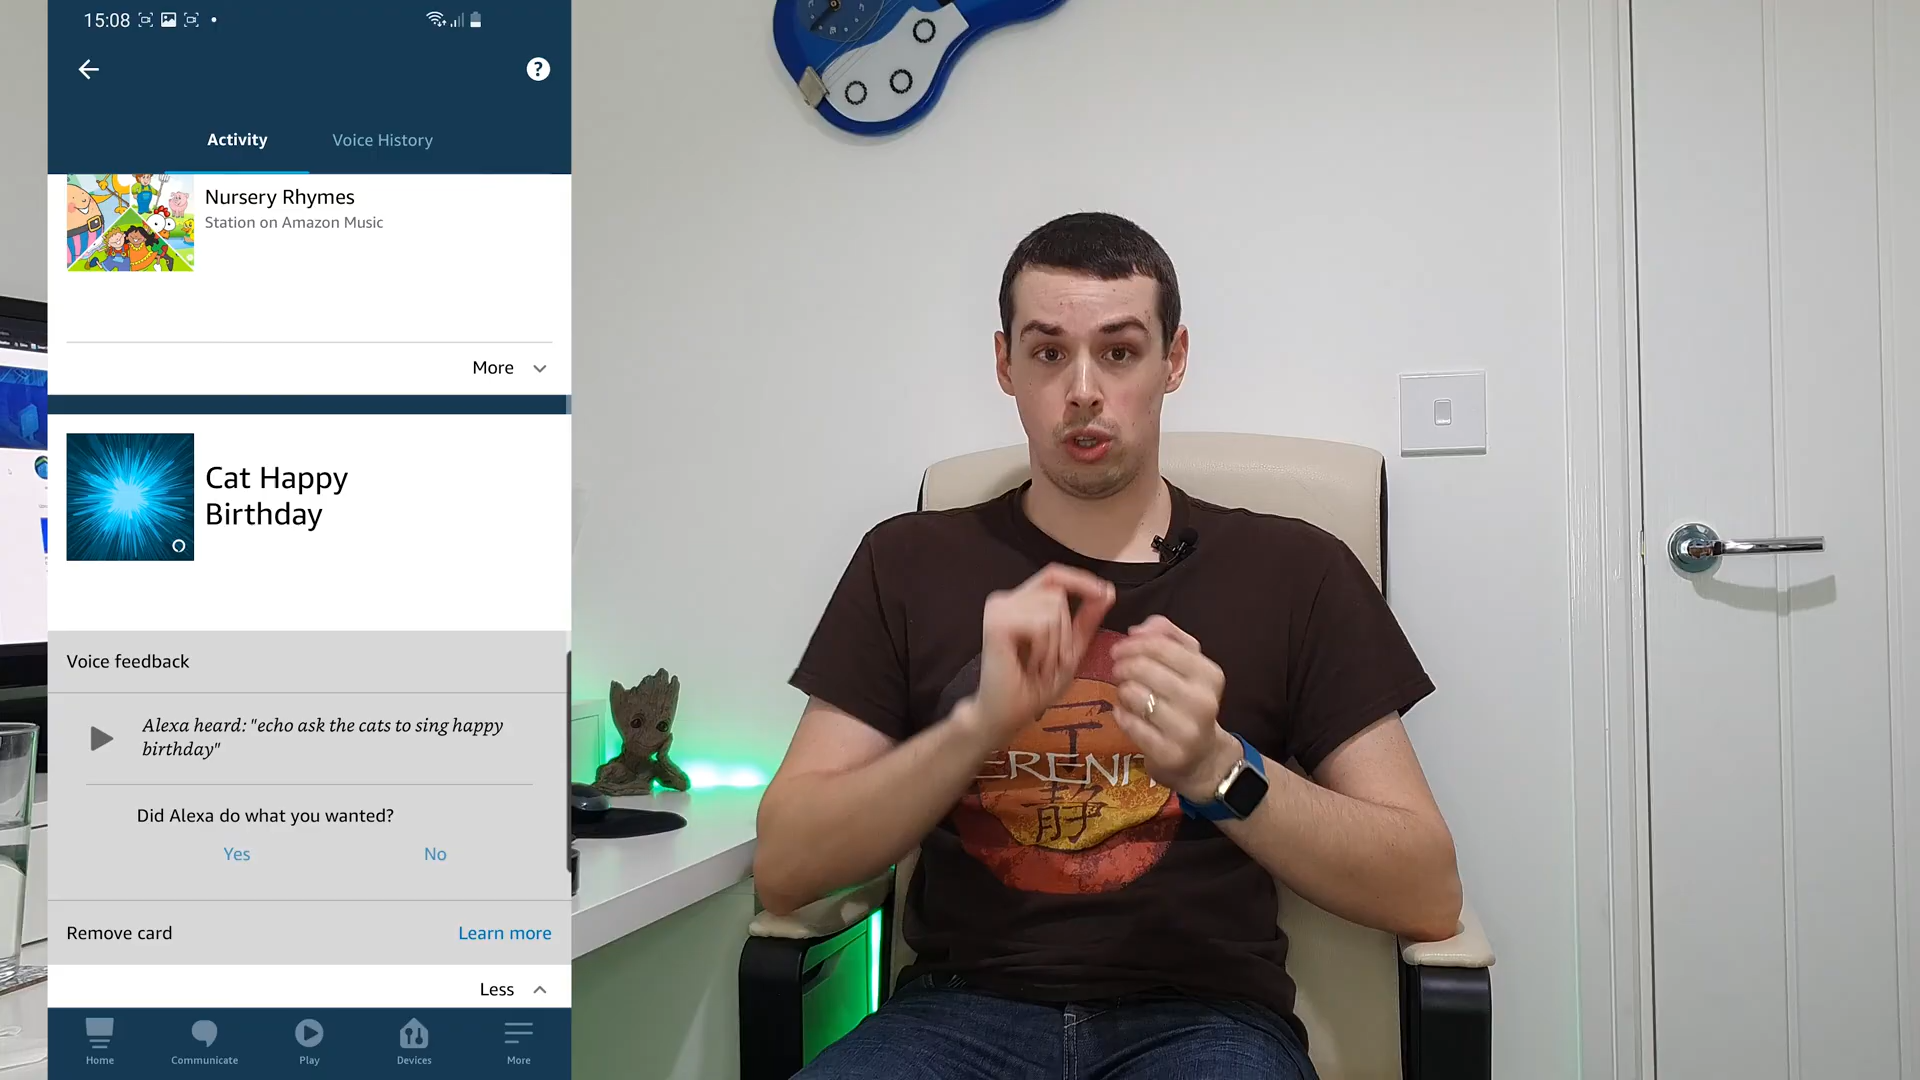 15:08
Activity
Voice History
Nursery Rhymes
Station on Amazon Music
More
Cat Happy
Birthday
Voice feedback
Alexa heard: "echo ask the cats to sing happy
birthday"
Did Alexa do what you wanted?
Yes
No
Remove card
Learn more
Less
Home
Communicate
Play
Devices
More
ERENI
静